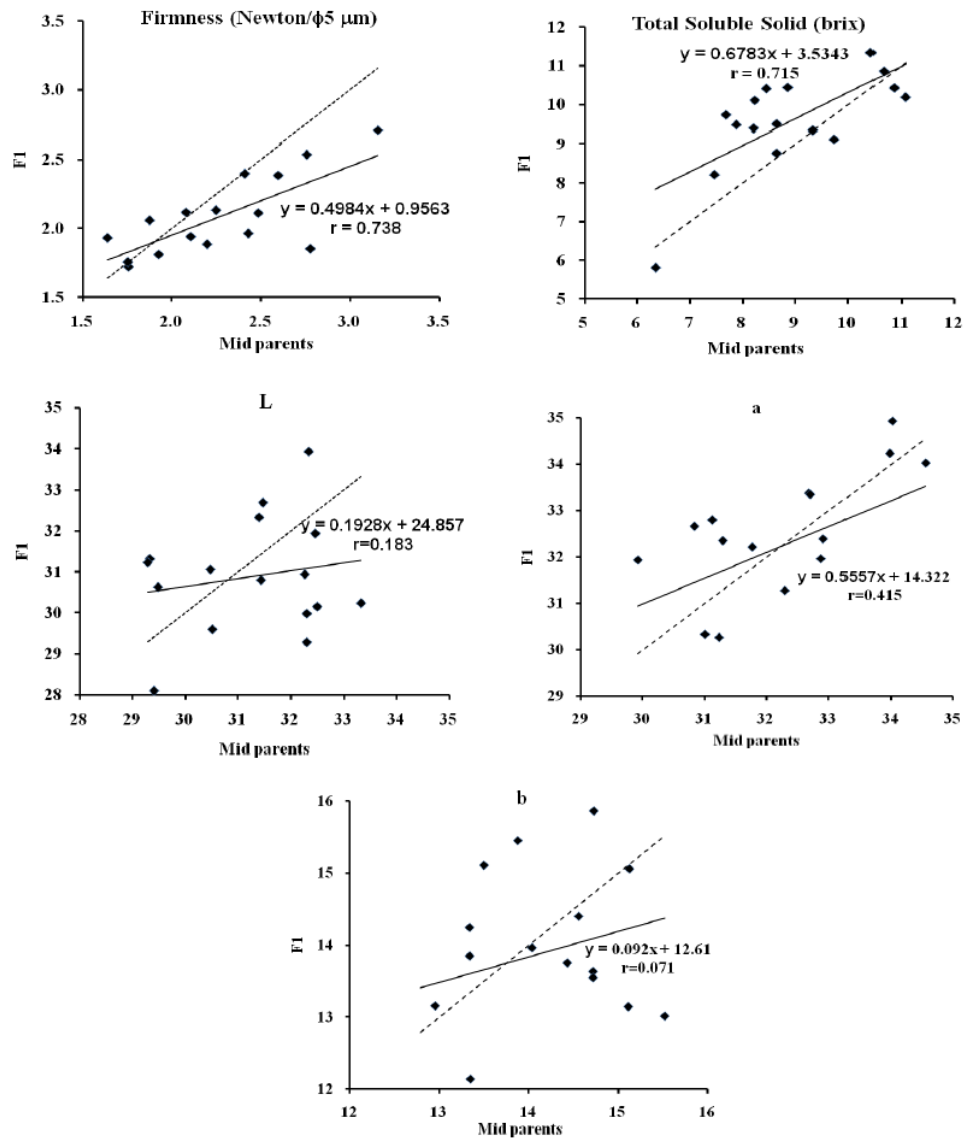 Firmness (Newton/ϕ5 μm)
3.5
3.0
2.5
2.0
1.5
F1
y = 0.4984x + 0.9563
r = 0.738
1.5 2.0 2.5 3.0 3.5
Mid parents
Total Soluble Solid (brix)
12
11
10
9
8
7
6
5
F1
y = 0.6783x + 3.5343
r = 0.715
5 6 7 8 9 10 11 12
Mid parents
L
35
34
33
32
31
30
29
28
F1
y = 0.1928x + 24.857
r=0.183
28 29 30 31 32 33 34 35
Mid parents
a
35
34
33
32
31
30
29
F1
y = 0.5557x + 14.322
r=0.415
29 30 31 32 33 34 35
Mid parents
b
16
15
14
13
12
F1
y = 0.092x + 12.61
r=0.071
12 13 14 15 16
Mid parents